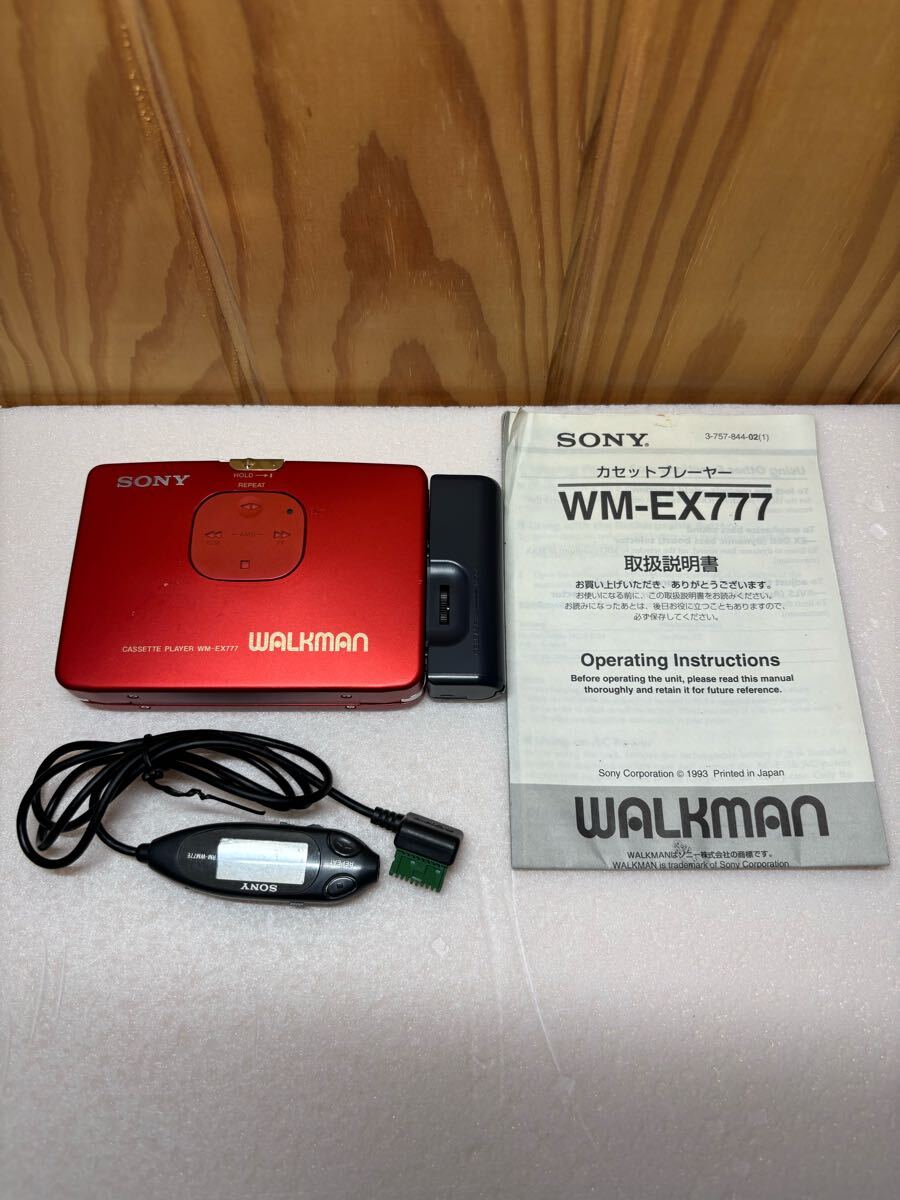 SONY
HOLD
REPEAT
AMS
CASSETTE PLAYER WM-EX777
WALKMAN
RM-WM77E
REPEAT
SONY
SONY®
3-757-844-02(1)
カセットプレーヤー
WM-EX777
取扱説明書
お買い上げいただき、ありがとうございます。
お使いになる前に、この取扱説明書をお読みください。
お読みになったあとは、後日お役に立つこともありますので、
必ず保存してください。
Operating Instructions
Before operating the unit, please read this manual
thoroughly and retain it for future reference.
Sony Corporation © 1993 Printed in Japan
WALKMAN
WALKMANはソニー株式会社の商標です。
WALKMAN is trademark of Sony Corporation